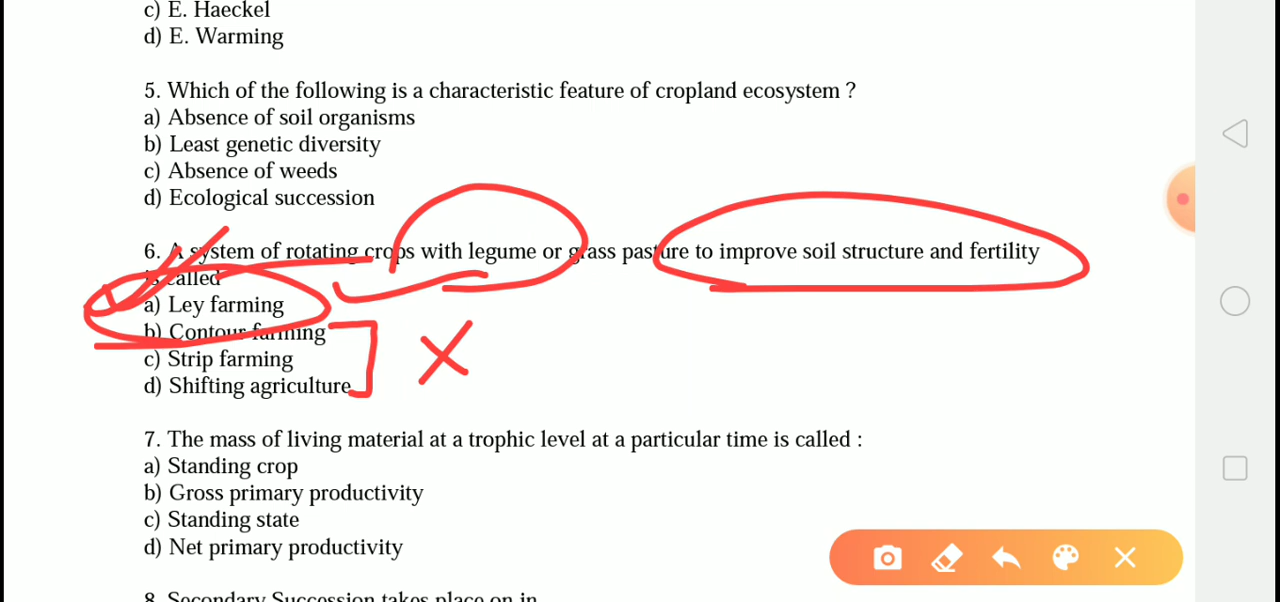 c) E. Haeckel
d) E. Warming
5. Which of the following is a characteristic feature of cropland ecosystem ?
a) Absence of soil organisms
b) Least genetic diversity
c) Absence of weeds
d) Ecological succession
6. A system of rotating crops with legume or grass pasture to improve soil structure and fertility
is called
a) Ley farming
b) Contour farming
c) Strip farming
d) Shifting agriculture
7. The mass of living material at a trophic level at a particular time is called :
a) Standing crop
b) Gross primary productivity
c) Standing state
d) Net primary productivity
8. Secondary Succession takes place on in